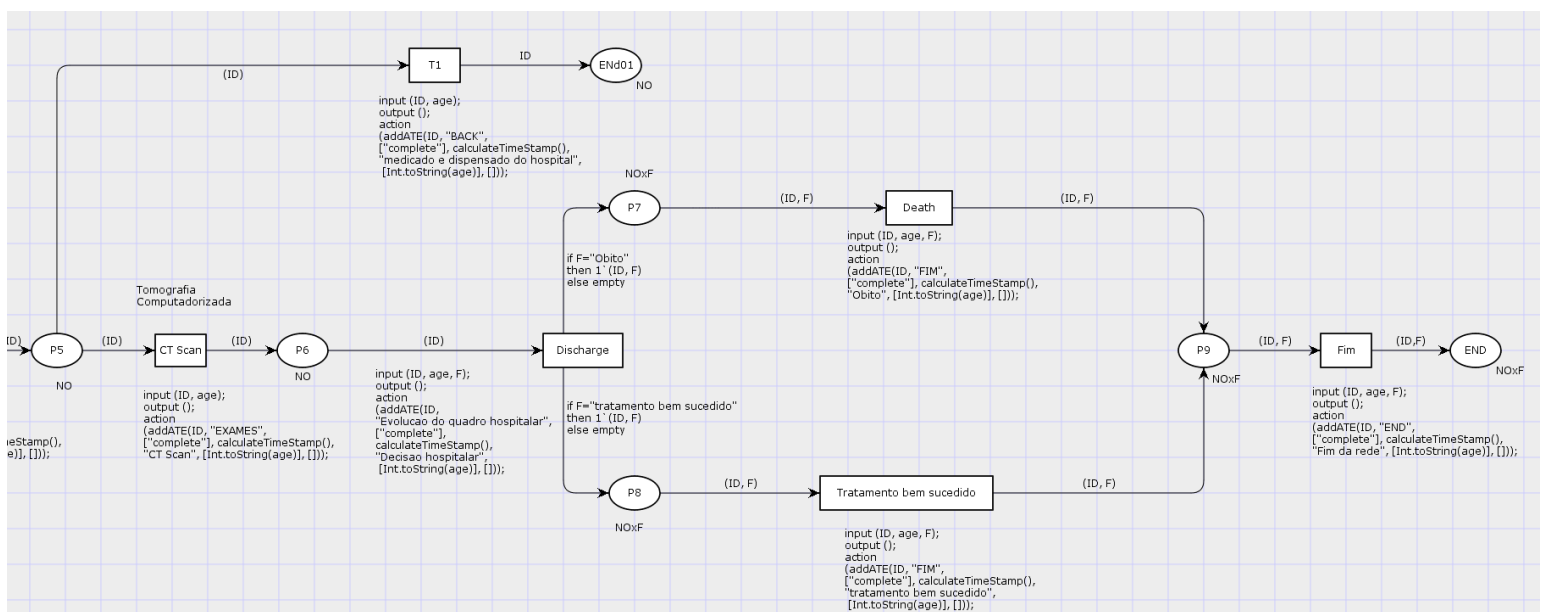 T1
ID
ENd01
NO
(ID)
input (ID, age);
output ();
action
(addATE(ID, "BACK",
["complete"], calculateTimeStamp(),
"medicado e dispensado do hospital",
[Int.toString(age)], []));
NOxF
P7
(ID, F)
Death
(ID, F)
input (ID, age, F);
output ();
action
(addATE(ID, "FIM",
["complete"], calculateTimeStamp(),
"Obito", [Int.toString(age)], []));
if F="Obito"
then 1`(ID, F)
else empty
Tomografia
Computadorizada
ID)
P5
NO
(ID)
CT Scan
(ID)
P6
NO
(ID)
Discharge
P9
NOxF
(ID, F)
Fim
(ID,F)
END
NOxF
eStamp(),
e)], []));
input (ID, age);
output ();
action
(addATE(ID, "EXAMES",
["complete"], calculateTimeStamp(),
"CT Scan", [Int.toString(age)], []));
input (ID, age, F);
output ();
action
(addATE(ID,
"Evolucao do quadro hospitalar",
["complete"],
calculateTimeStamp(),
"Decisao hospitalar",
[Int.toString(age)], []));
if F="tratamento bem sucedido"
then 1`(ID, F)
else empty
input (ID, age, F);
output ();
action
(addATE(ID, "END",
["complete"], calculateTimeStamp(),
"Fim da rede", [Int.toString(age)], []));
P8
NOxF
(ID, F)
Tratamento bem sucedido
(ID, F)
input (ID, age, F);
output ();
action
(addATE(ID, "FIM",
["complete"], calculateTimeStamp(),
"tratamento bem sucedido",
[Int.toString(age)], []));